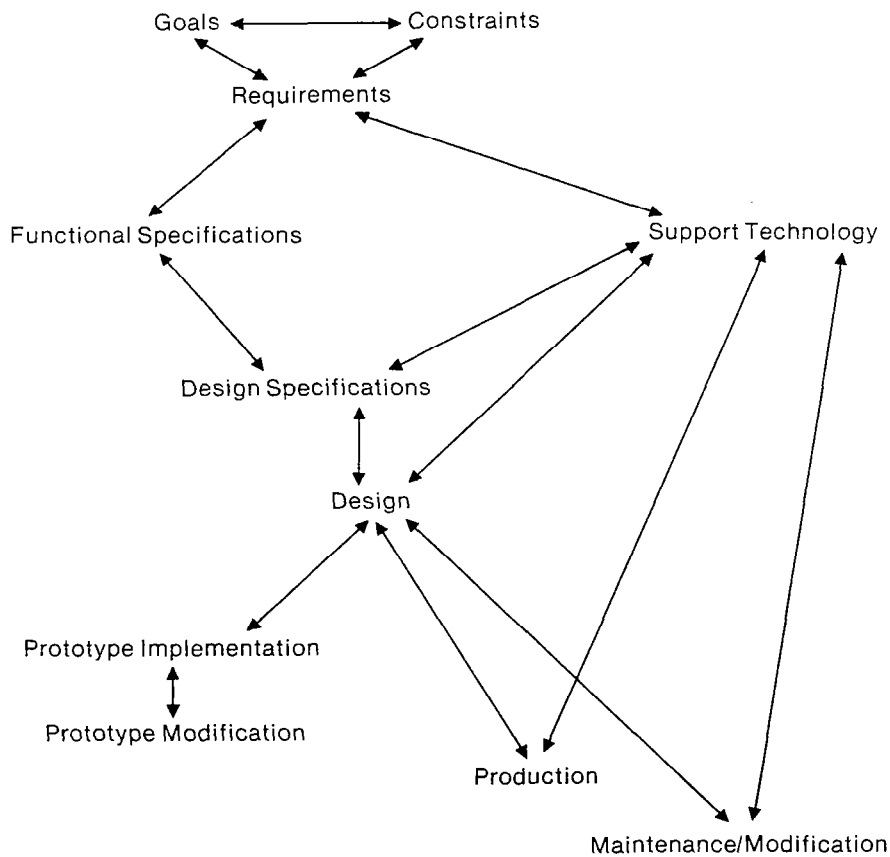 Goals
Constraints
Requirements
Functional Specifications
Support Technology
Design Specifications
Design
Prototype Implementation
Prototype Modification
Production
Maintenance/Modification